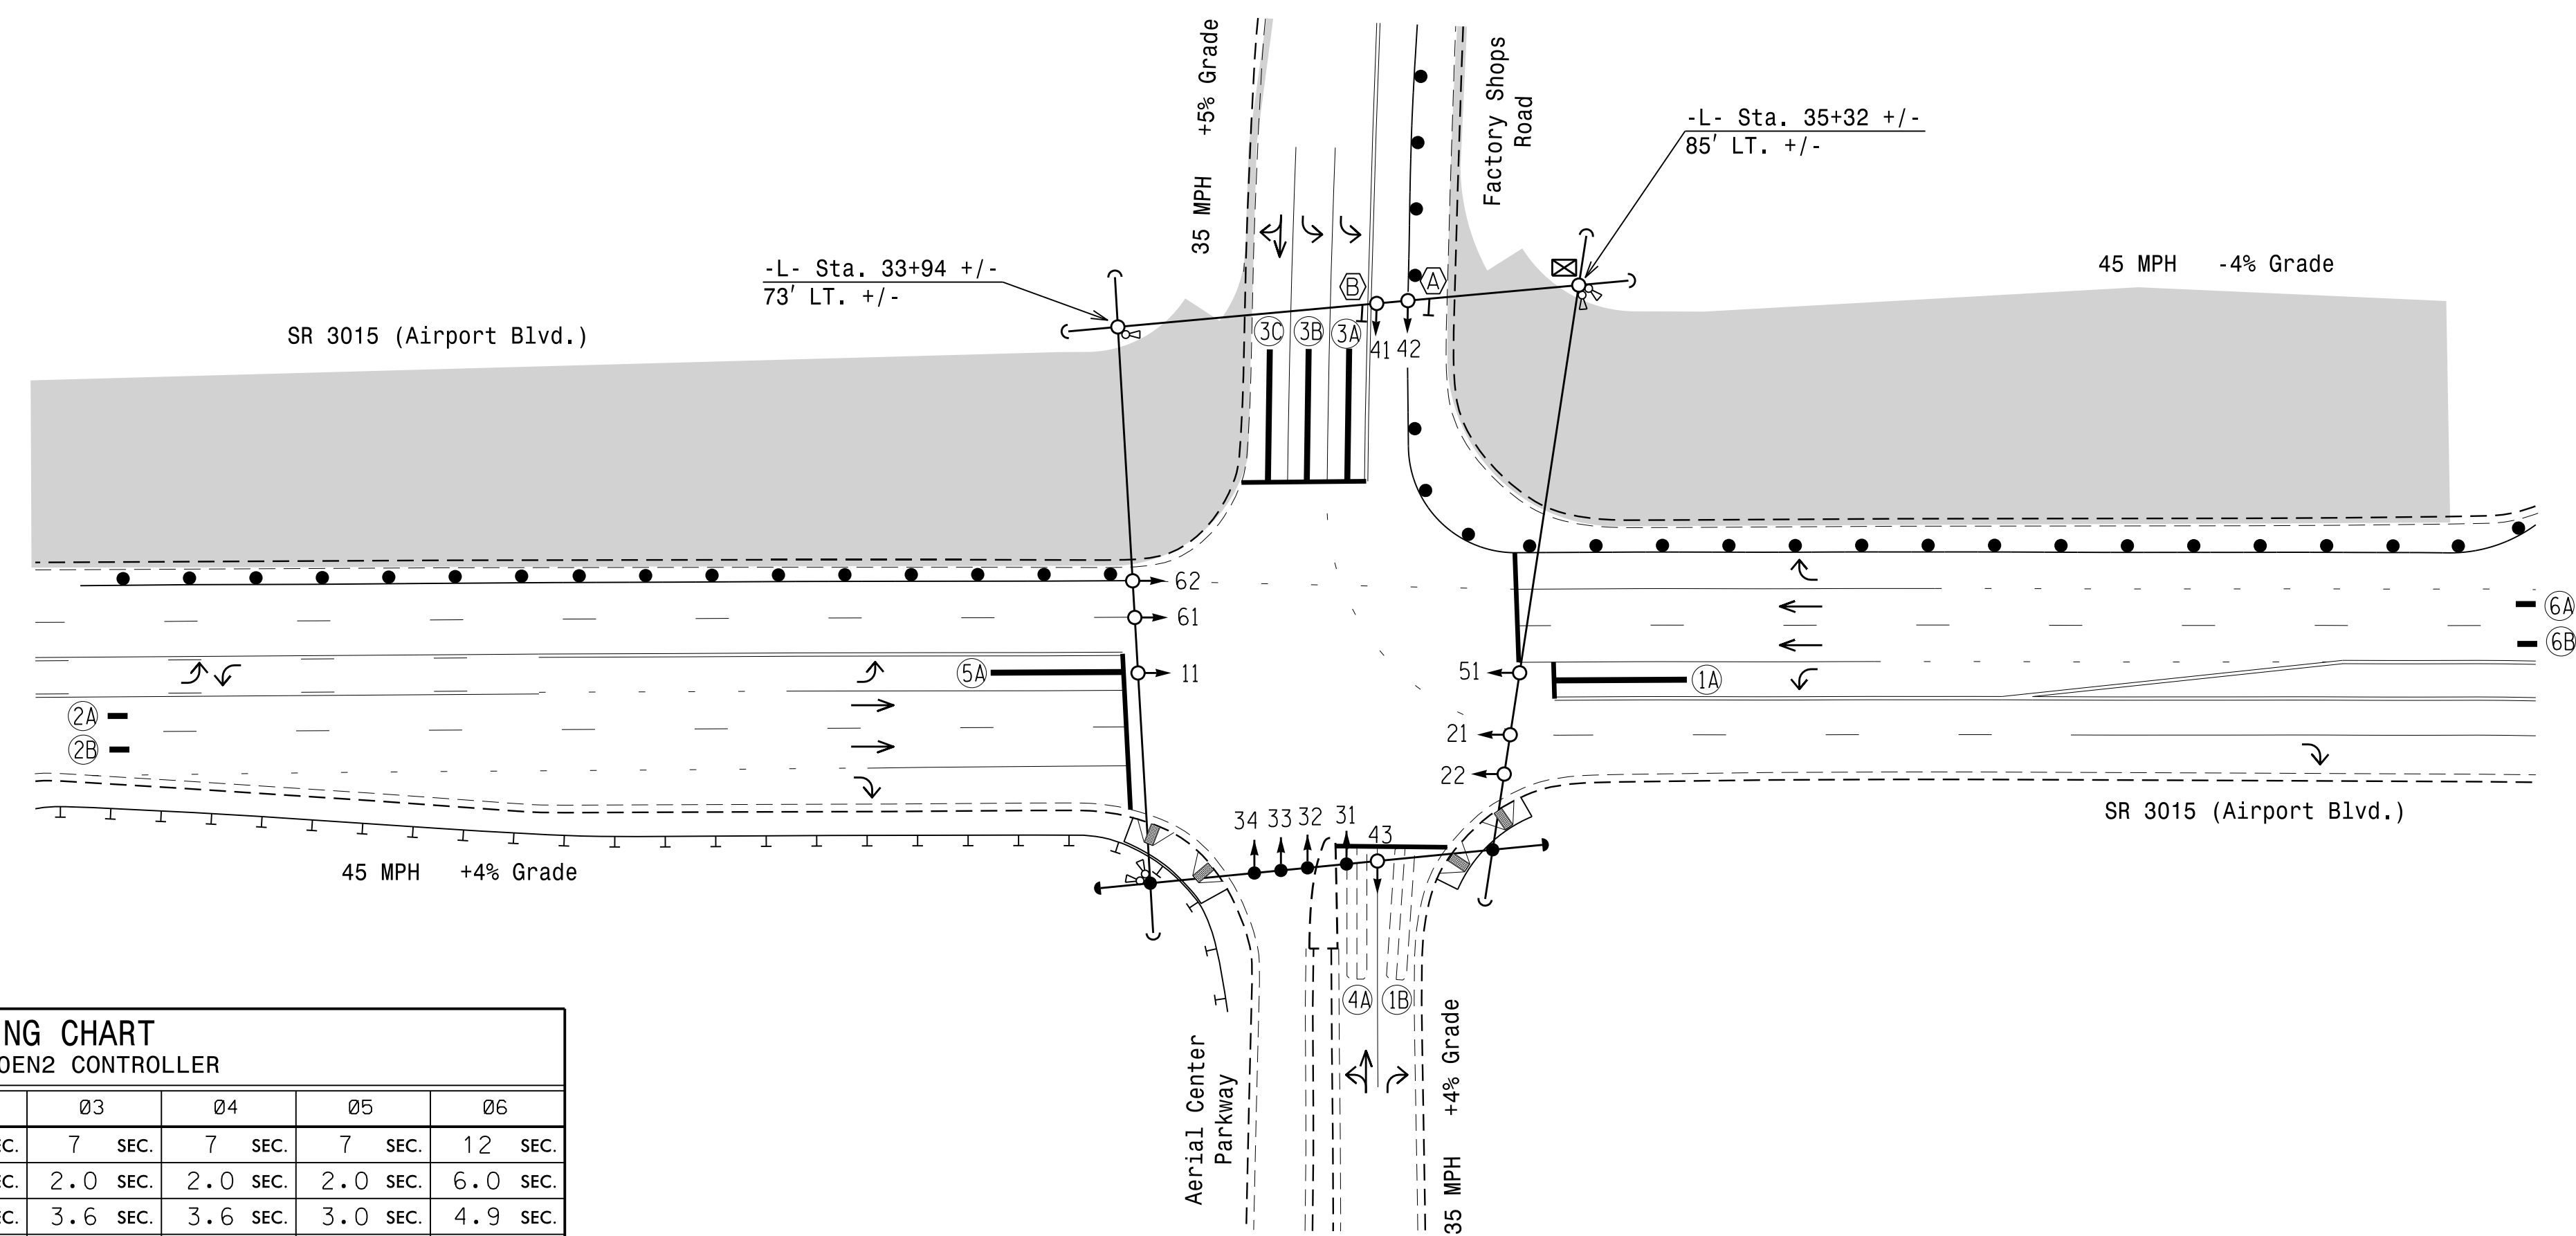 35 MPH   +5% Grade
Factory Shops
Road
-L- Sta. 35+32 +/-
85' LT. +/-
-L- Sta. 33+94 +/-
73' LT. +/-
45 MPH   -4% Grade
SR 3015 (Airport Blvd.)
B
A
3C
3B
3A
41
42
62
61
11
5A
51
1A
6A
6B
2A
2B
21
22
34
33
32
31
43
SR 3015 (Airport Blvd.)
45 MPH   +4% Grade
4A
1B
Aerial Center
Parkway
35 MPH   +4% Grade
NG CHART
OEN2 CONTROLLER
Ø3   Ø4   Ø5   Ø6
EC.   7 SEC.   7 SEC.   7 SEC.   12 SEC.
EC.   2.0 SEC.   2.0 SEC.   2.0 SEC.   6.0 SEC.
EC.   3.6 SEC.   3.6 SEC.   3.0 SEC.   4.9 SEC.